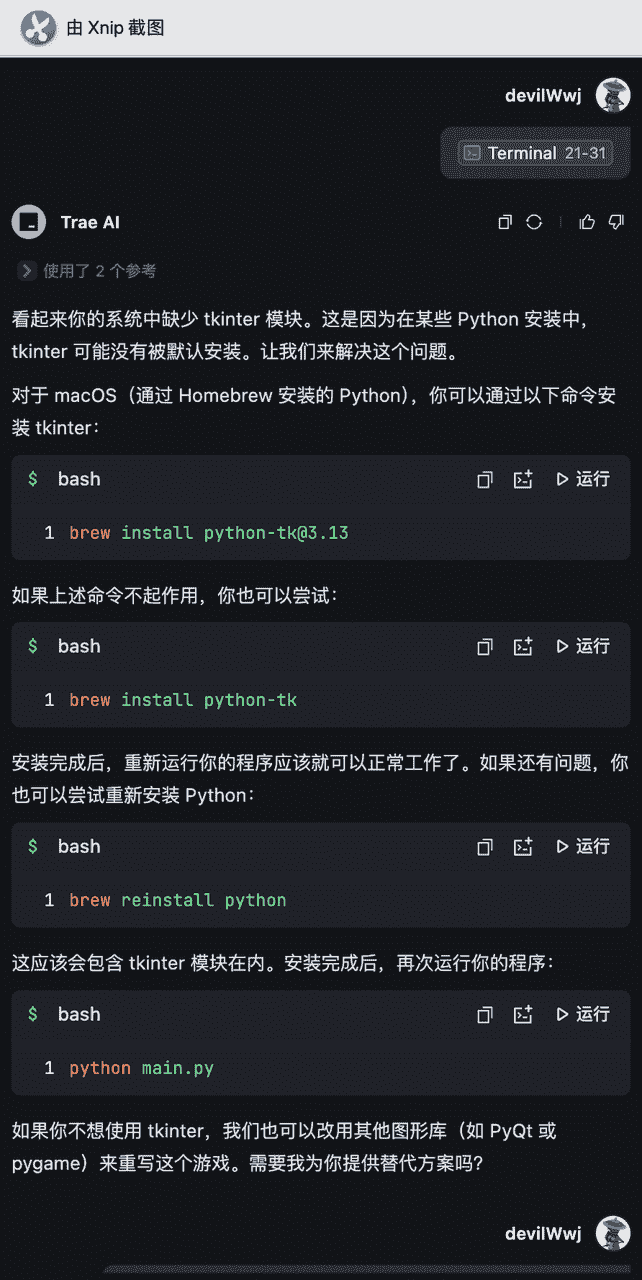 由 Xnip 截图
devilWwj
Terminal 21-31
Trae AI
使用了 2 个参考
看起来你的系统中缺少 tkinter 模块。这是因为在某些 Python 安装中，
tkinter 可能没有被默认安装。让我们来解决这个问题。
对于 macOS（通过 Homebrew 安装的 Python），你可以通过以下命令安
装 tkinter：
$ bash
运行
1 brew install python-tk@3.13
如果上述命令不起作用，你也可以尝试：
$ bash
运行
1 brew install python-tk
安装完成后，重新运行你的程序应该就可以正常工作了。如果还有问题，你
也可以尝试重新安装 Python：
$ bash
运行
1 brew reinstall python
这应该会包含 tkinter 模块在内。安装完成后，再次运行你的程序：
$ bash
运行
1 python main.py
如果你不想使用 tkinter，我们也可以改用其他图形库（如 PyQt 或
pygame）来重写这个游戏。需要我为你提供替代方案吗？
devilWwj